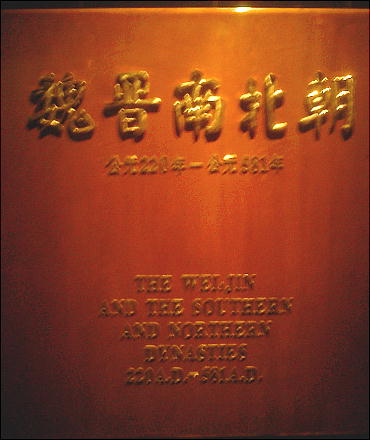 魏晋南北朝
公元220年—公元581年
THE WEI-JIN
AND THE SOUTHERN
AND NORTHERN
DYNASTIES
220A.D.-581A.D.